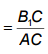 = B₁C / AC